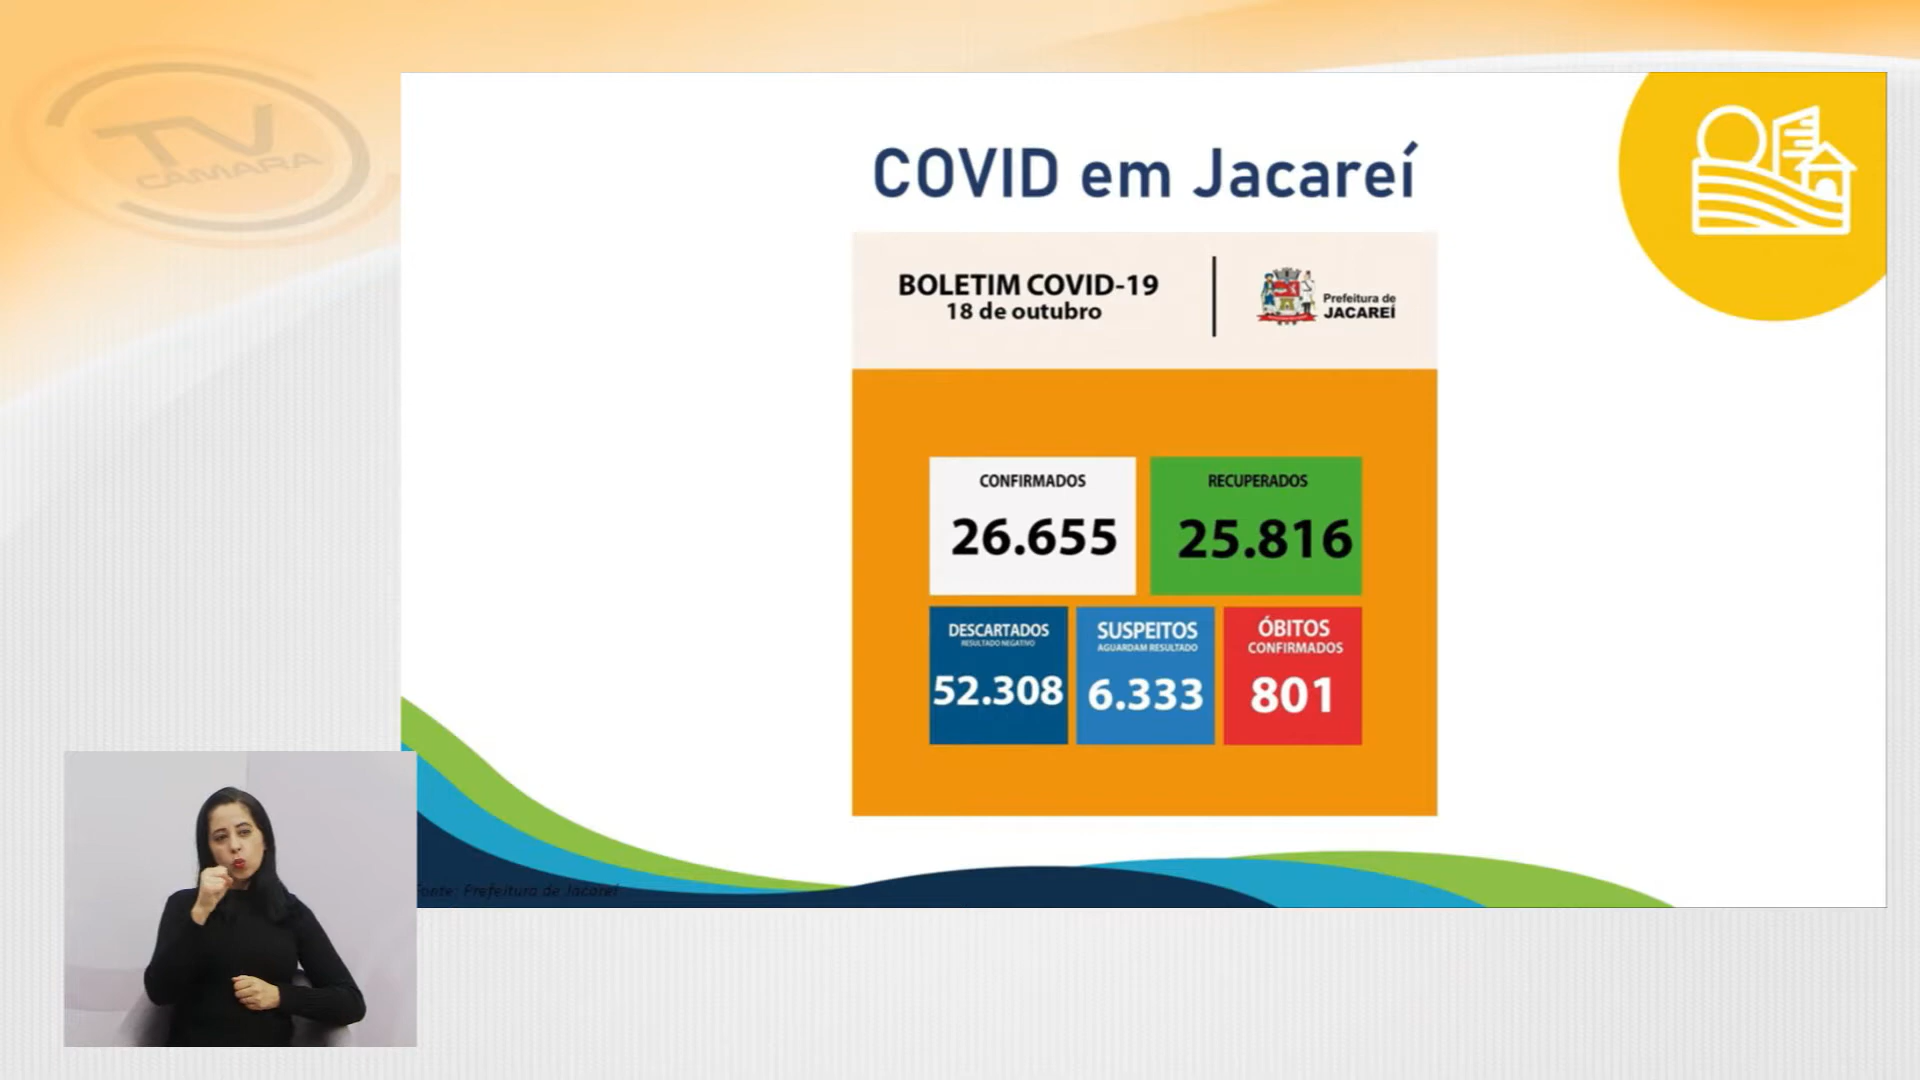 TV
CÂMARA
COVID em Jacareí
BOLETIM COVID-19
18 de outubro
Prefeitura de
JACAREÍ
CONFIRMADOS
26.655
RECUPERADOS
25.816
DESCARTADOS
RESULTADO NEGATIVO
52.308
SUSPEITOS
AGUARDAM RESULTADO
6.333
ÓBITOS
CONFIRMADOS
801
Fonte: Prefeitura de Jacareí